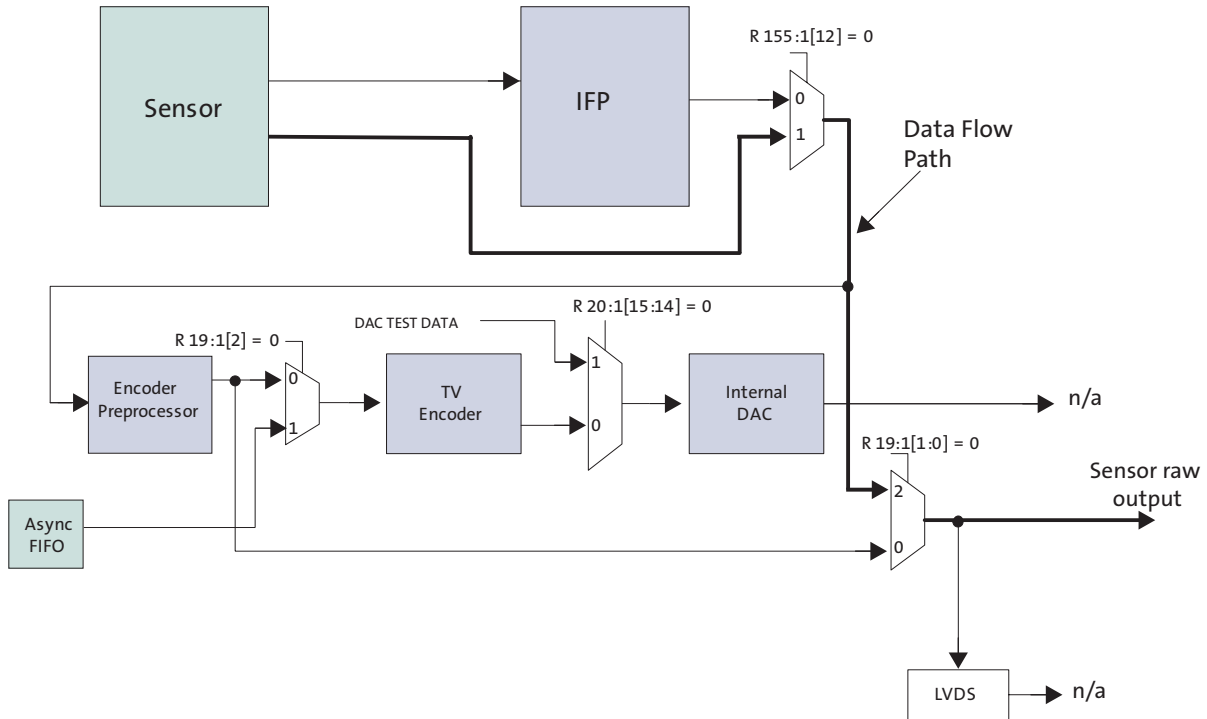 R 155:1[12] = 0
Sensor
IFP
0
1
Data Flow
Path
R 20:1[15:14] = 0
DAC TEST DATA
R 19:1[2] = 0
Encoder
Preprocessor
0
1
TV
Encoder
1
0
Internal
DAC
n/a
R 19:1[1:0] = 0
Sensor raw
output
2
0
Async
FIFO
LVDS
n/a